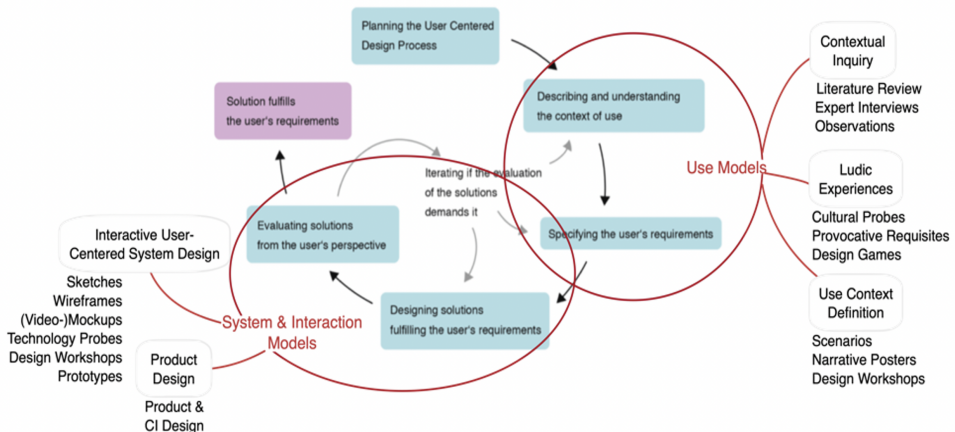 Planning the User Centered
Design Process
Describing and understanding
the context of use
Solution fulfills
the user's requirements
Iterating if the evaluation
of the solutions
demands it
Evaluating solutions
from the user's perspective
Specifying the user's requirements
Designing solutions
fulfilling the user's requirements
Use Models
Contextual
Inquiry
Literature Review
Expert Interviews
Observations
Ludic
Experiences
Cultural Probes
Provocative Requisites
Design Games
Use Context
Definition
Scenarios
Narrative Posters
Design Workshops
System & Interaction
Models
Interactive User-
Centered System Design
Sketches
Wireframes
(Video-)Mockups
Technology Probes
Design Workshops
Prototypes
Product
Design
Product &
CI Design